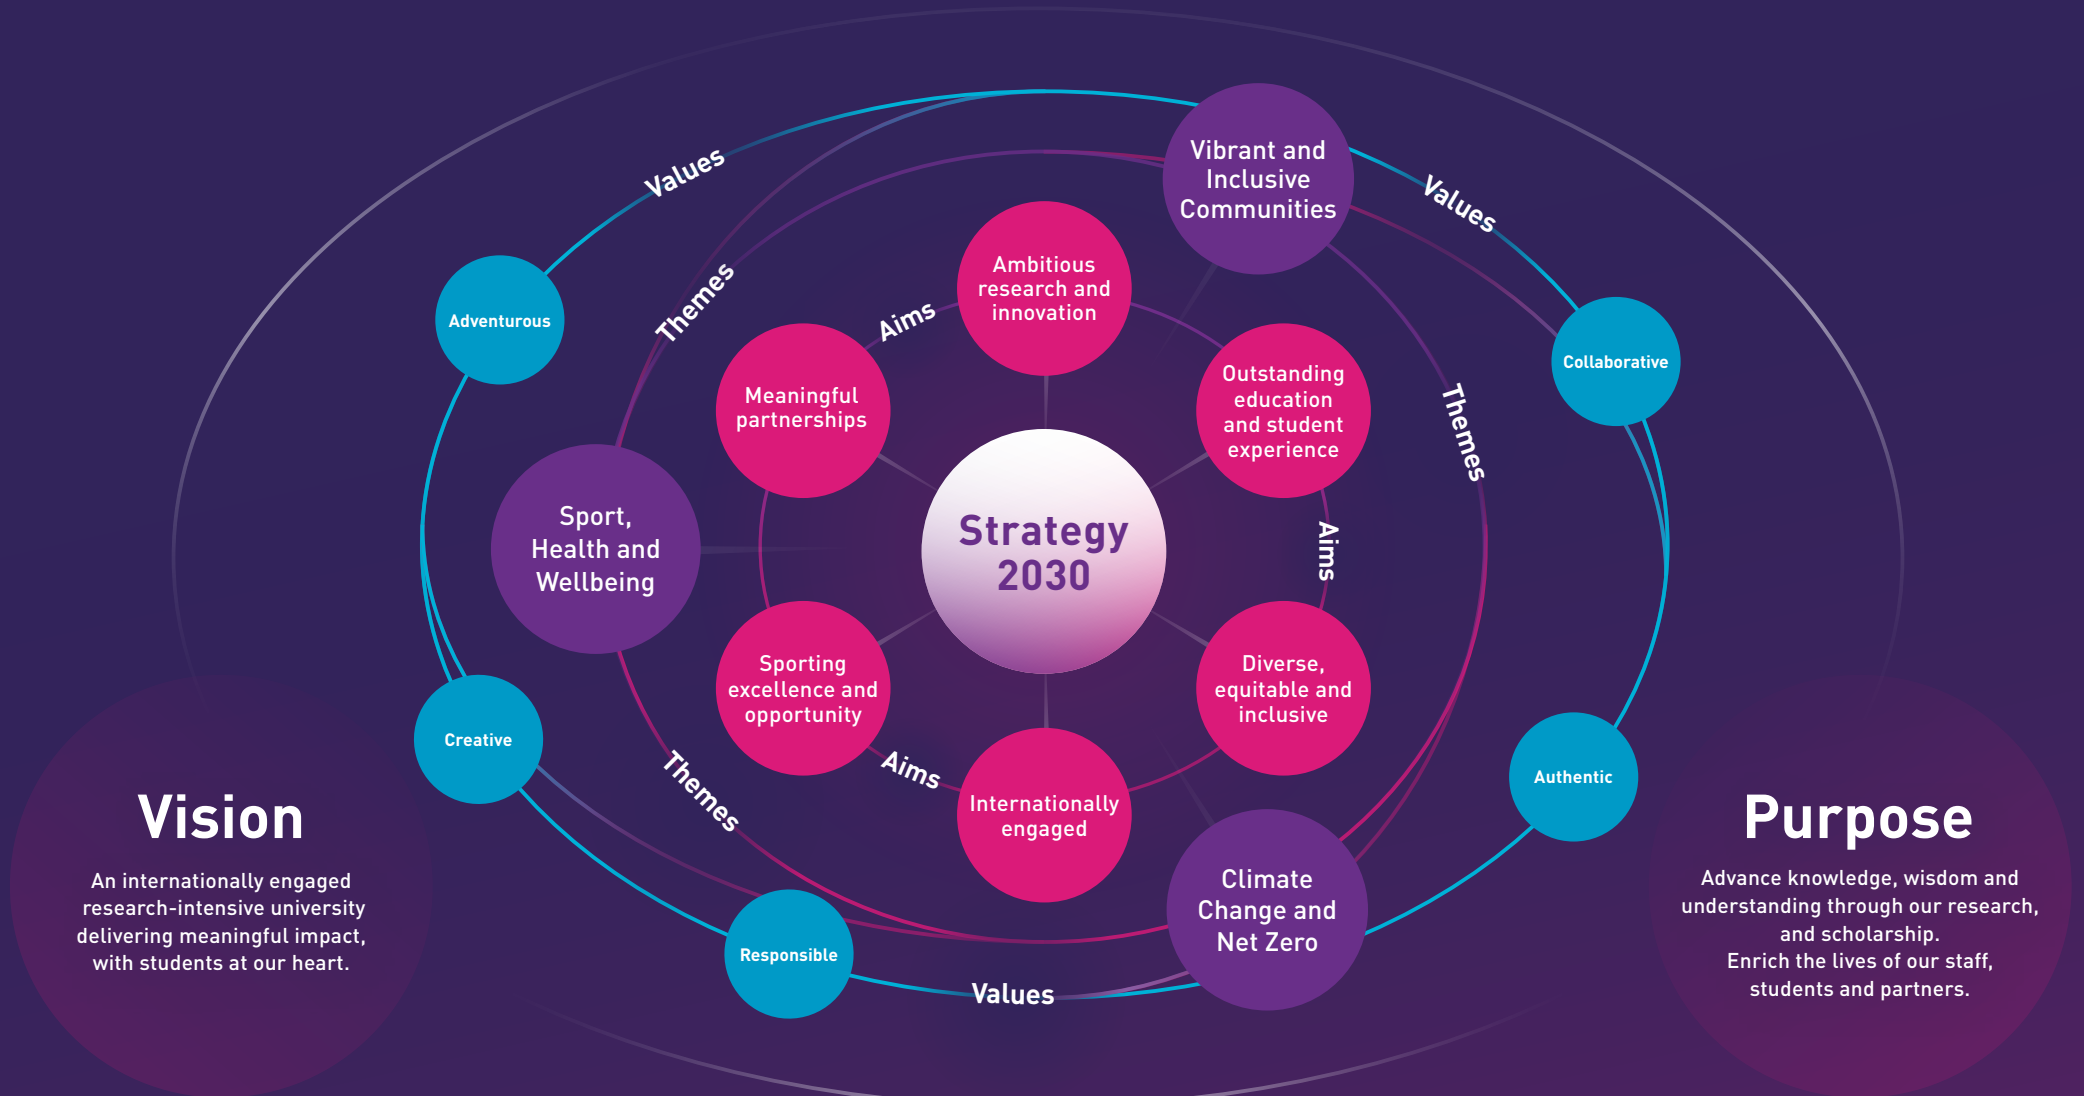 Values
Vibrant and
Inclusive
Communities
Values
Themes
Ambitious
research and
innovation
Aims
Adventurous
Collaborative
Meaningful
partnerships
Outstanding
education
and student
experience
Themes
Sport,
Health and
Wellbeing
Strategy
2030
Aims
Sporting
excellence and
opportunity
Diverse,
equitable and
inclusive
Creative
Themes
Aims
Internationally
engaged
Authentic
Climate
Change and
Net Zero
Responsible
Values
Vision
An internationally engaged
research-intensive university
delivering meaningful impact,
with students at our heart.
Purpose
Advance knowledge, wisdom and
understanding through our research,
and scholarship.
Enrich the lives of our staff,
students and partners.